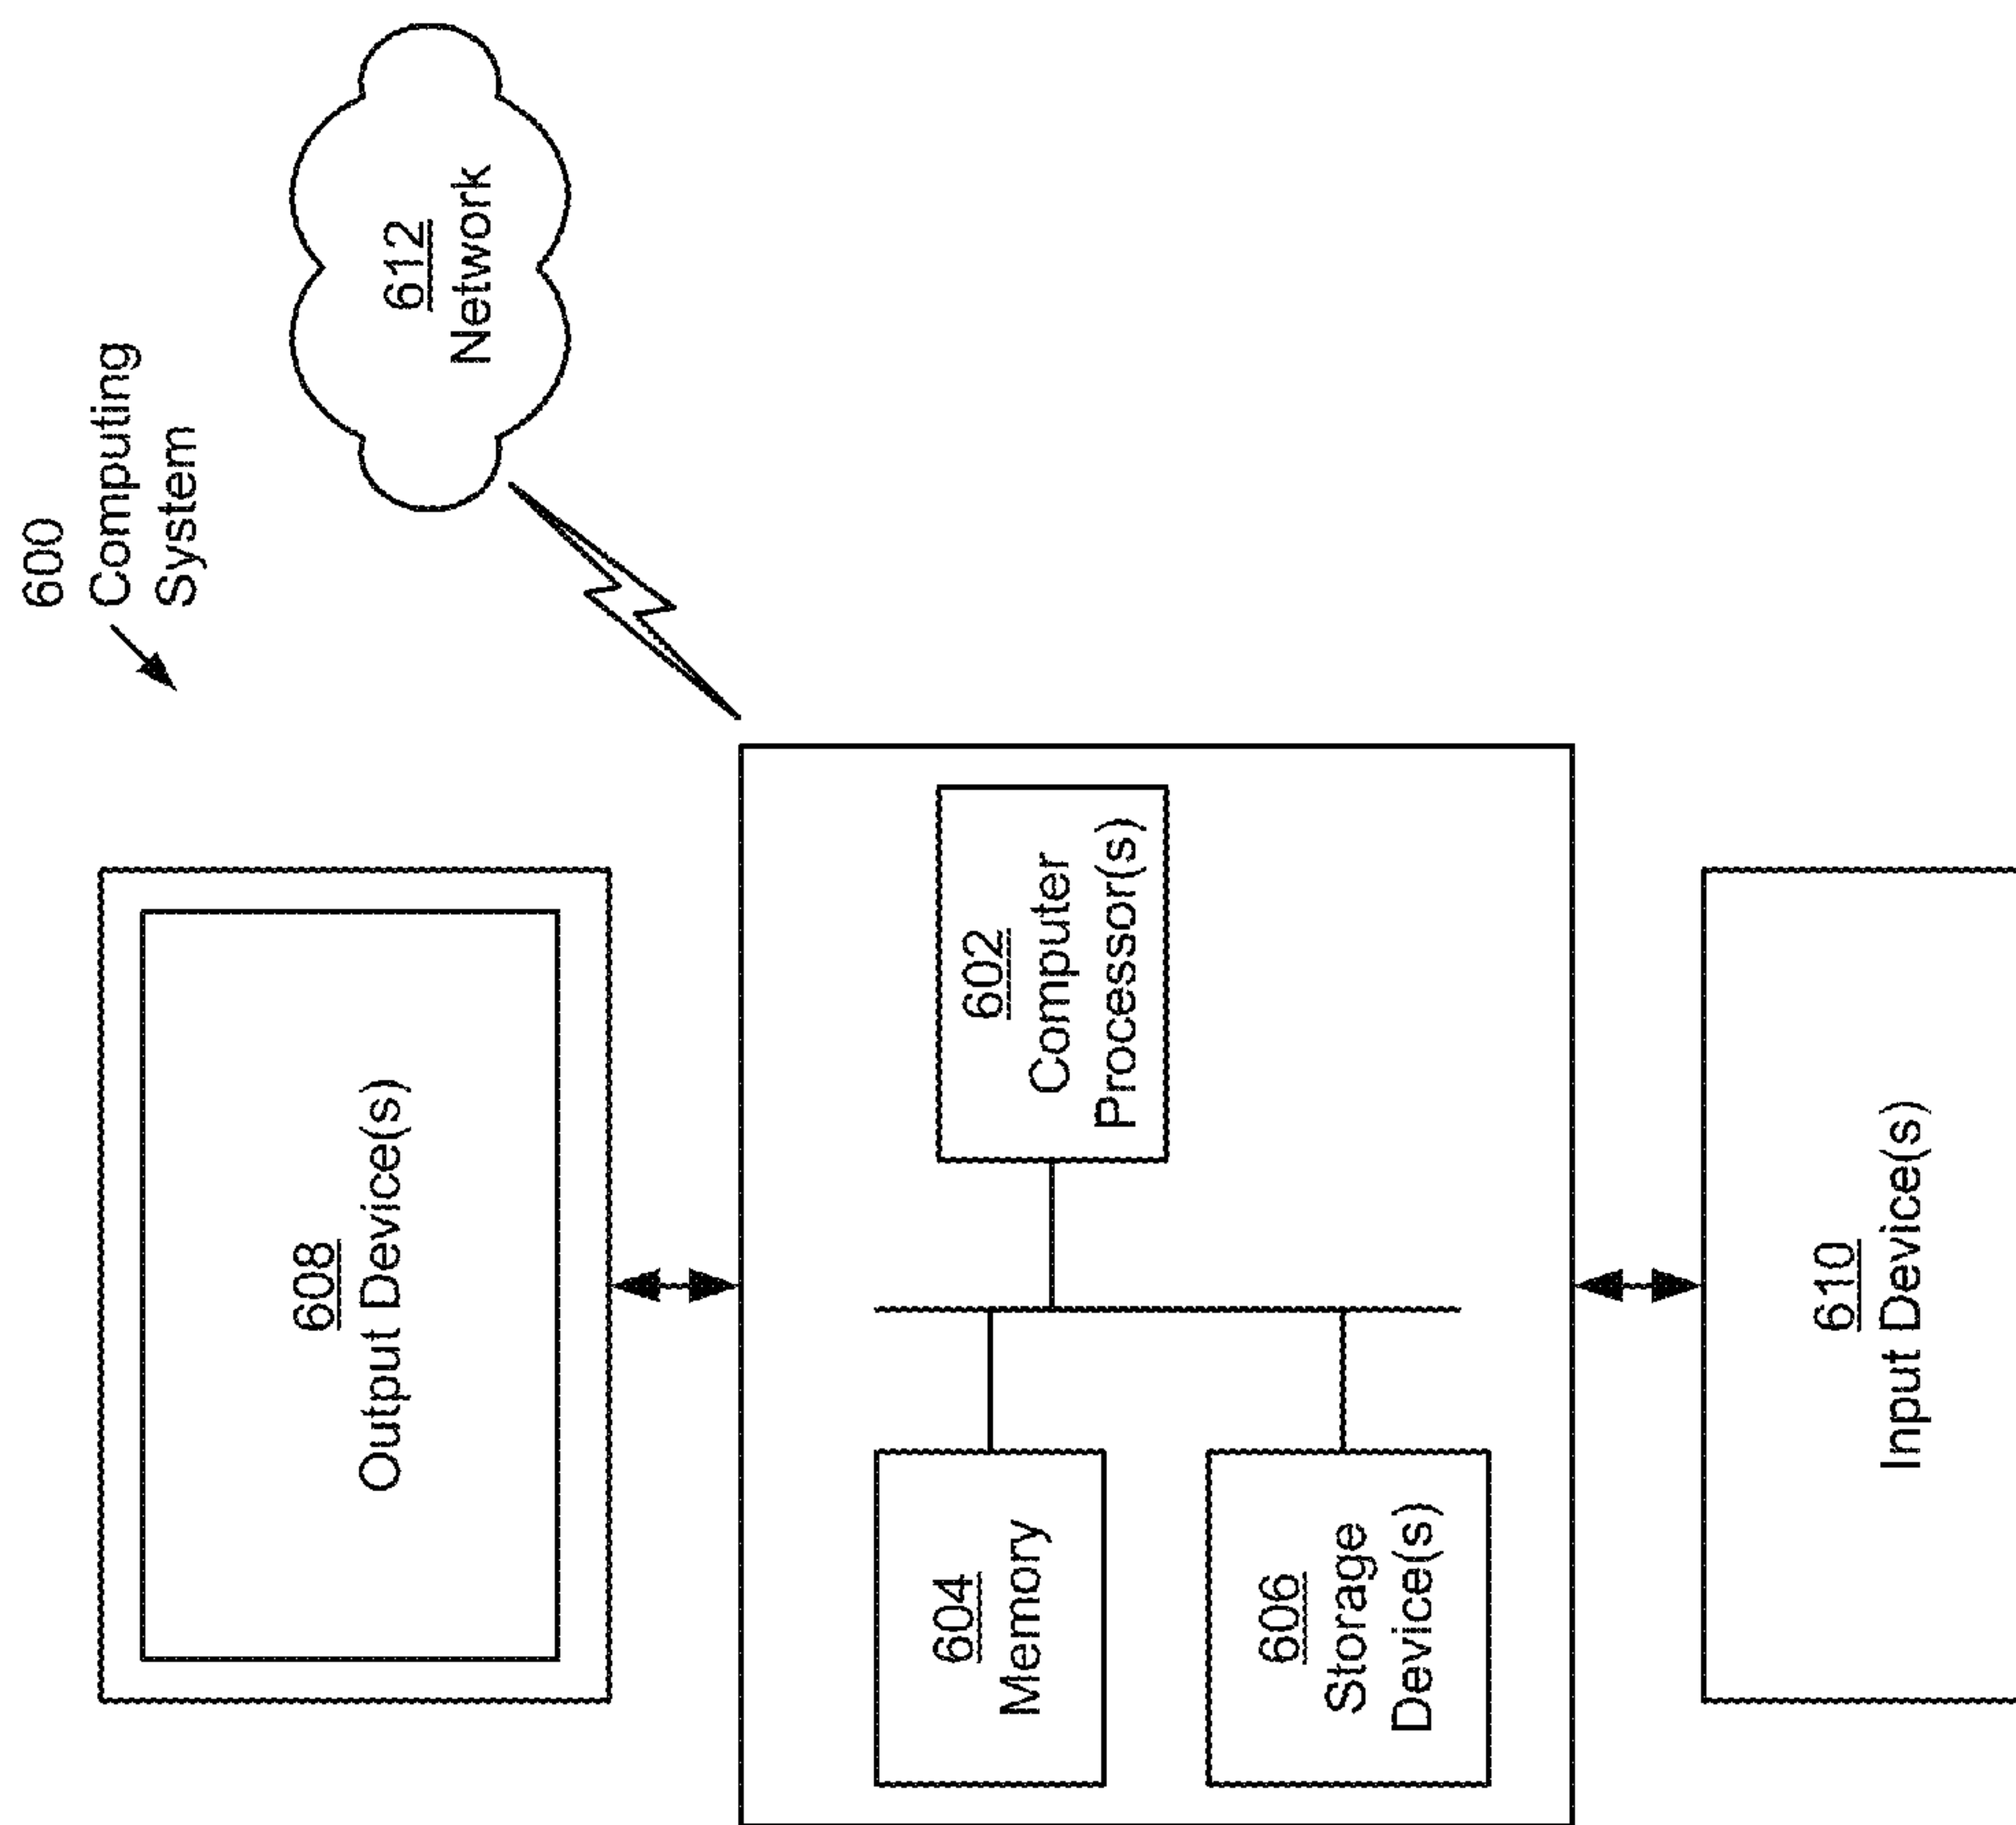 600
Computing
System
612
Network
608
Output Device(s)
602
Computer
Processor(s)
604
Memory
606
Storage
Device(s)
610
Input Device(s)